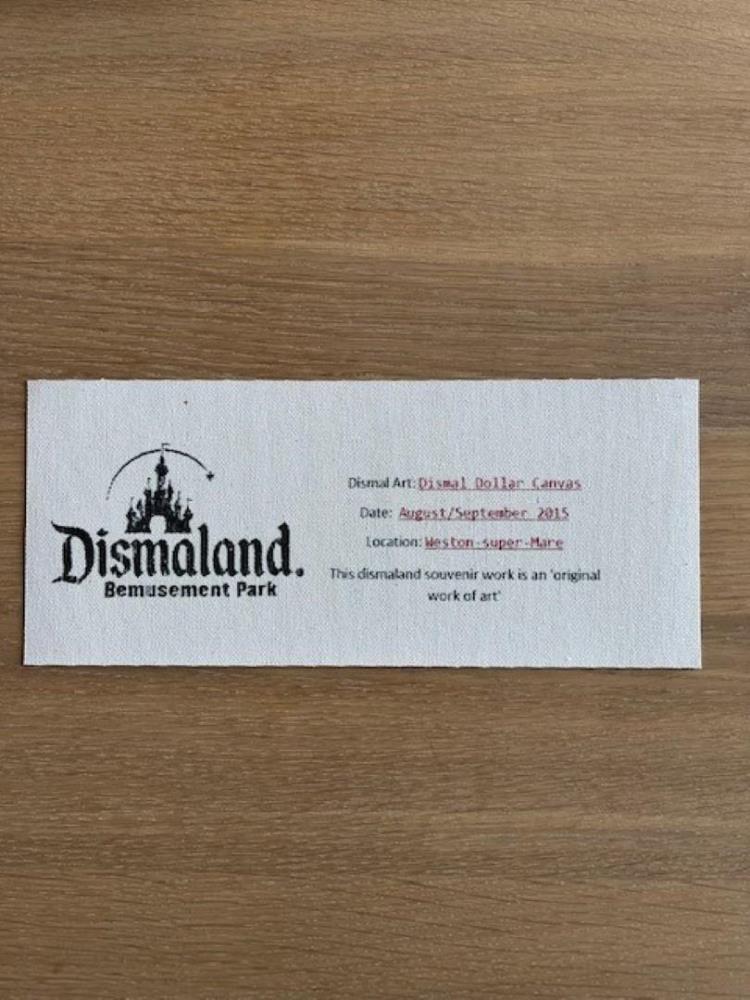 Dismaland.
Bemusement Park
Dismal Art: Dismal Dollar Canvas
Date: August/September 2015
Location: Weston-super-Mare
This dismaland souvenir work is an 'original
work of art'